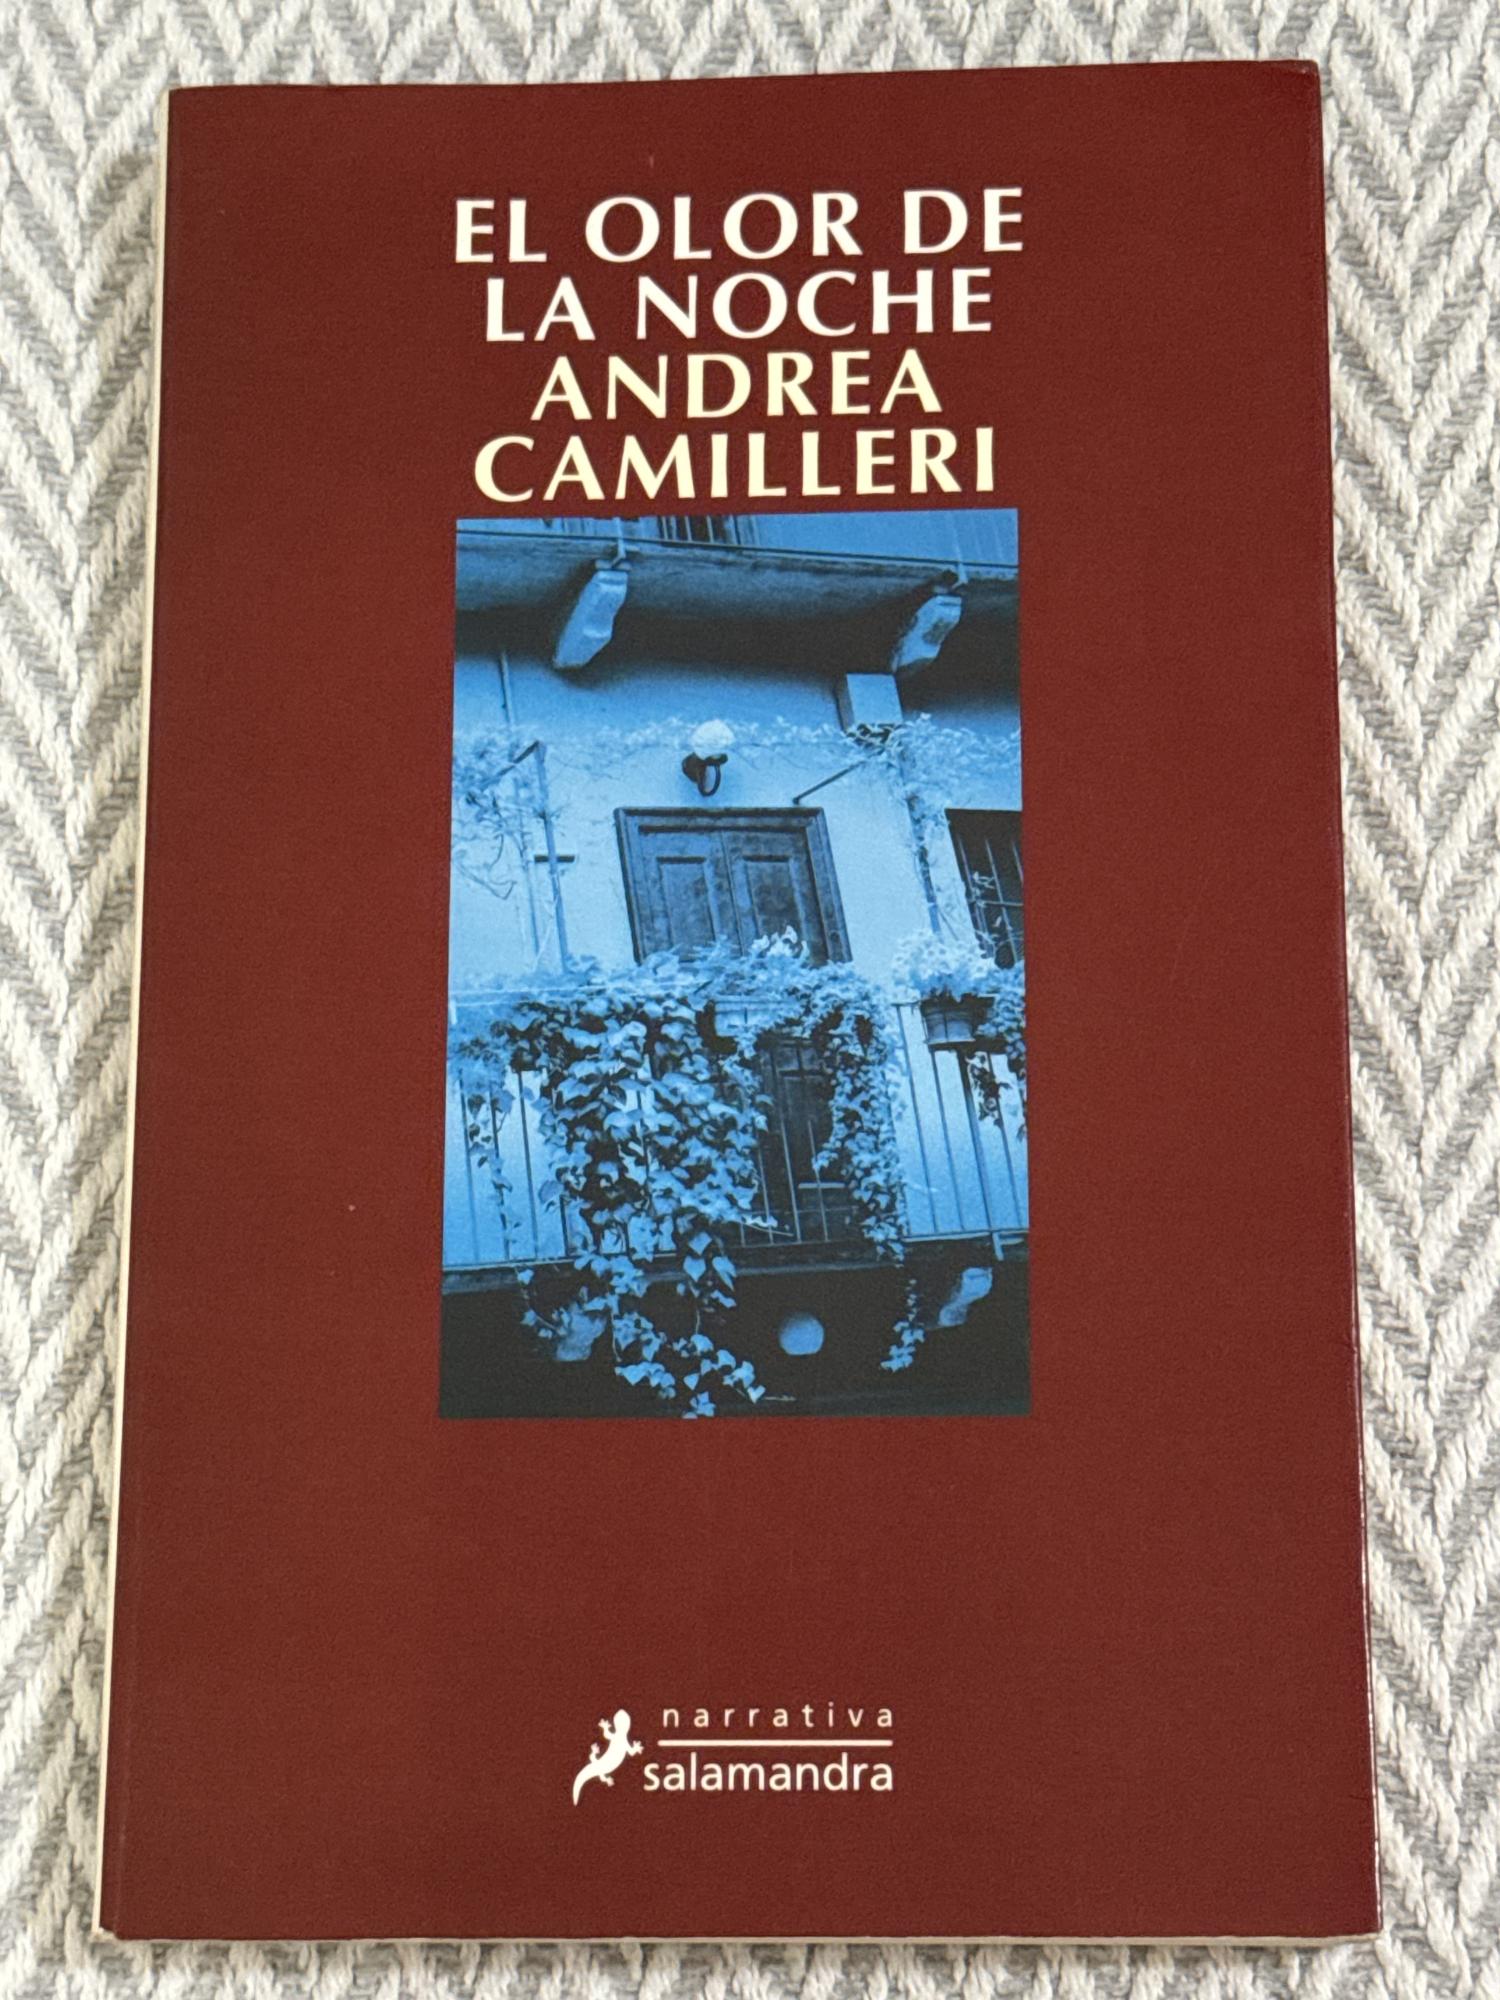 EL OLOR DE
LA NOCHE
ANDREA
CAMILLERI
narrativa
salamandra